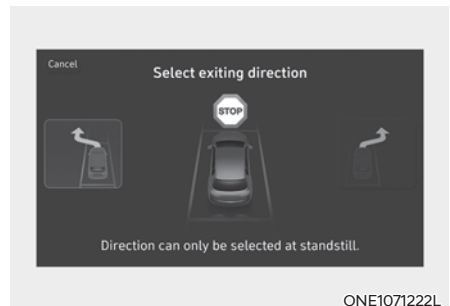 Cancel
Select exiting direction
STOP
Direction can only be selected at standstill.
ONE1071222L